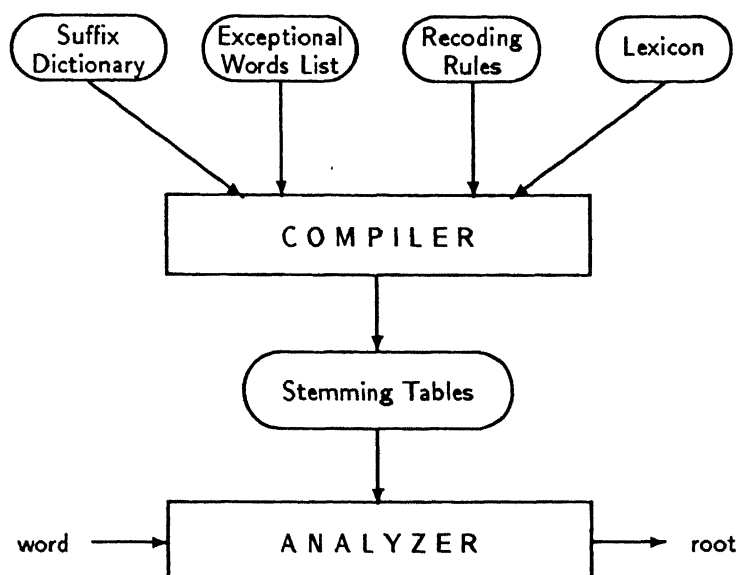 Suffix
Dictionary
Exceptional
Words List
Recoding
Rules
Lexicon
COMPILER
Stemming Tables
word
ANALYZER
root